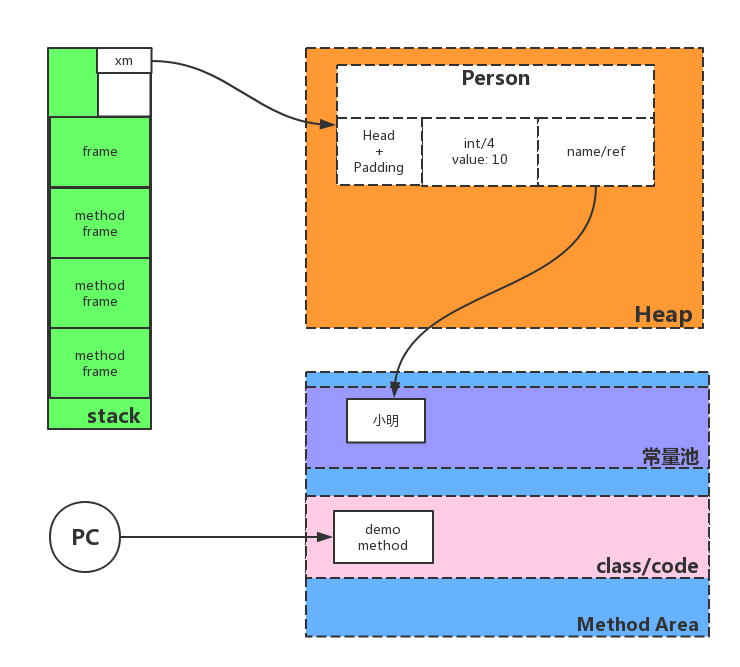 xm
frame
method
frame
method
frame
method
frame
stack
Person
Head
+
Padding
int/4
value: 10
name/ref
Heap
小明
常量池
PC
demo
method
class/code
Method Area